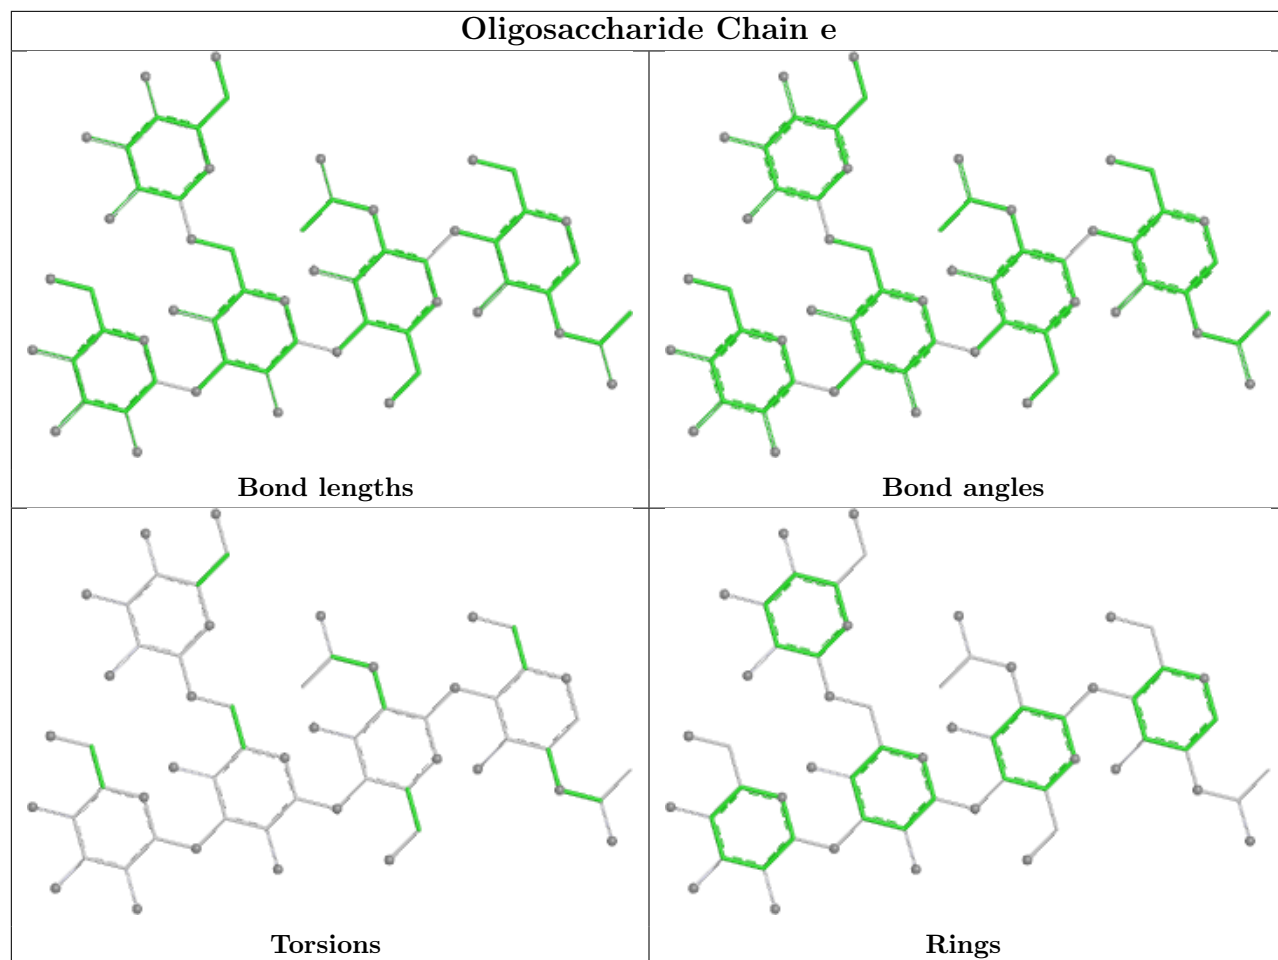 Oligosaccharide Chain e
Bond lengths
Bond angles
Torsions
Rings